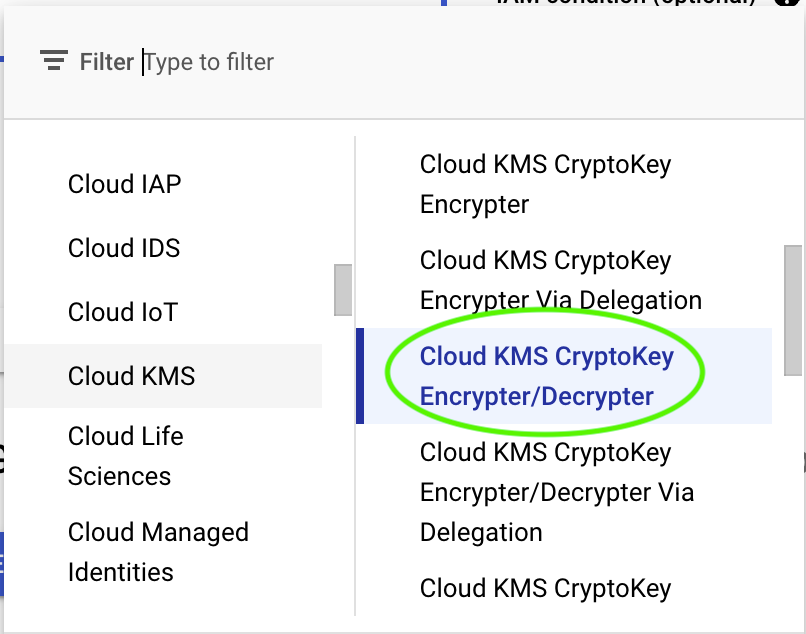 IAM condition (optional)
Filter Type to filter
Cloud IAP
Cloud IDS
Cloud IoT
Cloud KMS
Cloud Life
Sciences
Cloud Managed
Identities
Cloud KMS CryptoKey
Encrypter
Cloud KMS CryptoKey
Encrypter Via Delegation
Cloud KMS CryptoKey
Encrypter/Decrypter
Cloud KMS CryptoKey
Encrypter/Decrypter Via
Delegation
Cloud KMS CryptoKey